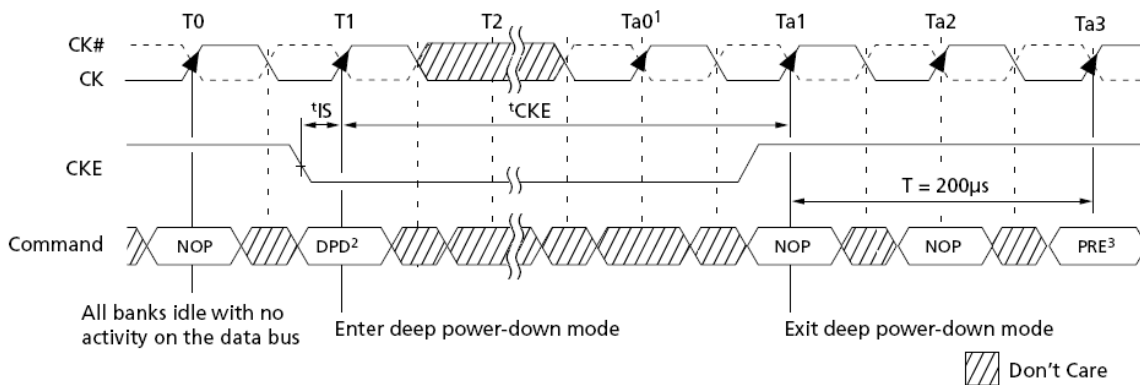 T0 T1 T2 Ta0¹ Ta1 Ta2 Ta3
CK#
CK
ᵗIS ᵗCKE
CKE
T = 200µs
Command NOP DPD² NOP NOP PRE³
All banks idle with no
activity on the data bus
Enter deep power-down mode
Exit deep power-down mode
Don't Care